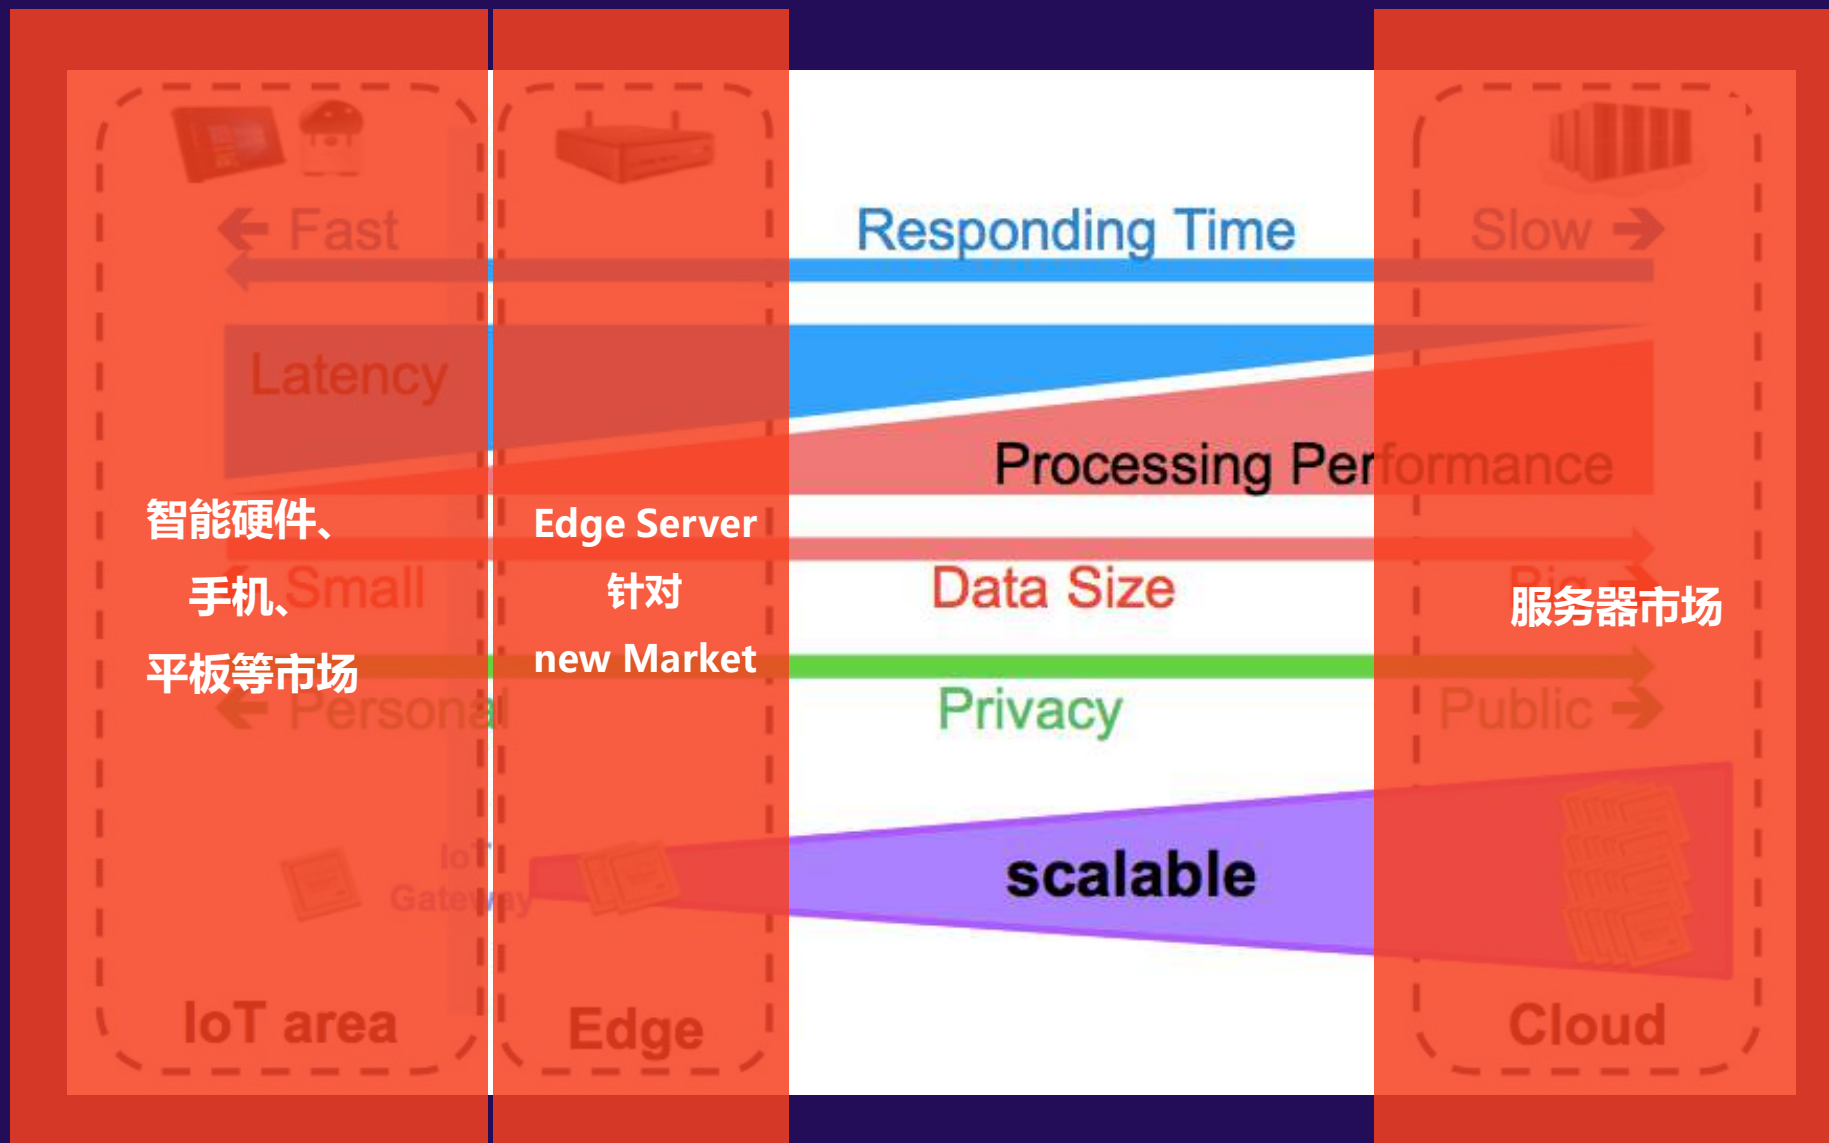 ← Fast
Responding Time
Slow →
Latency
Processing Performance
智能硬件、
手机、
平板等市场
Edge Server
针对
new Market
← Small
Data Size
Big →
服务器市场
← Personal
Privacy
Public →
IoT
Gateway
scalable
IoT area
Edge
Cloud